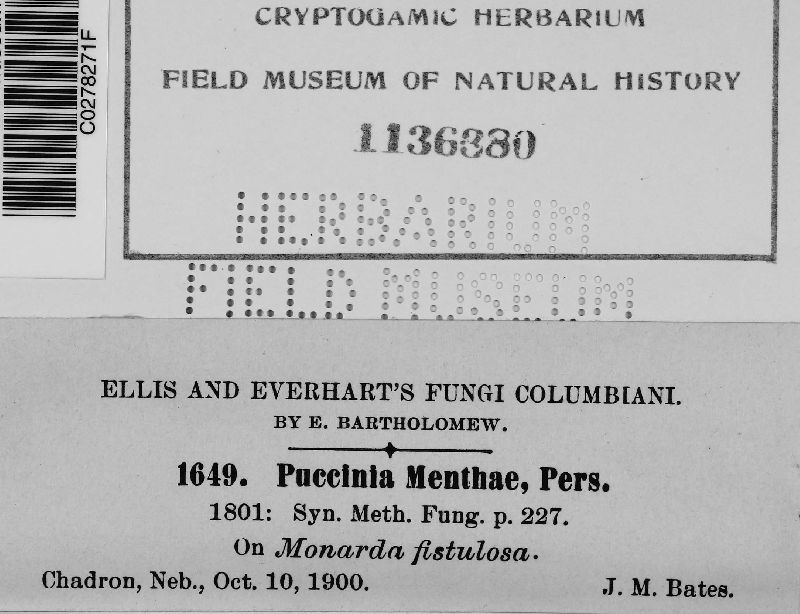 C0278271F
CRYPTOGAMIC HERBARIUM
FIELD MUSEUM OF NATURAL HISTORY
1136880
HERBARIUM
FIELD MUSEUM
ELLIS AND EVERHART'S FUNGI COLUMBIANI.
BY E. BARTHOLOMEW.
1649. Puccinia Menthae, Pers.
1801: Syn. Meth. Fung. p. 227.
On Monarda fistulosa.
Chadron, Neb., Oct. 10, 1900. J. M. Bates.